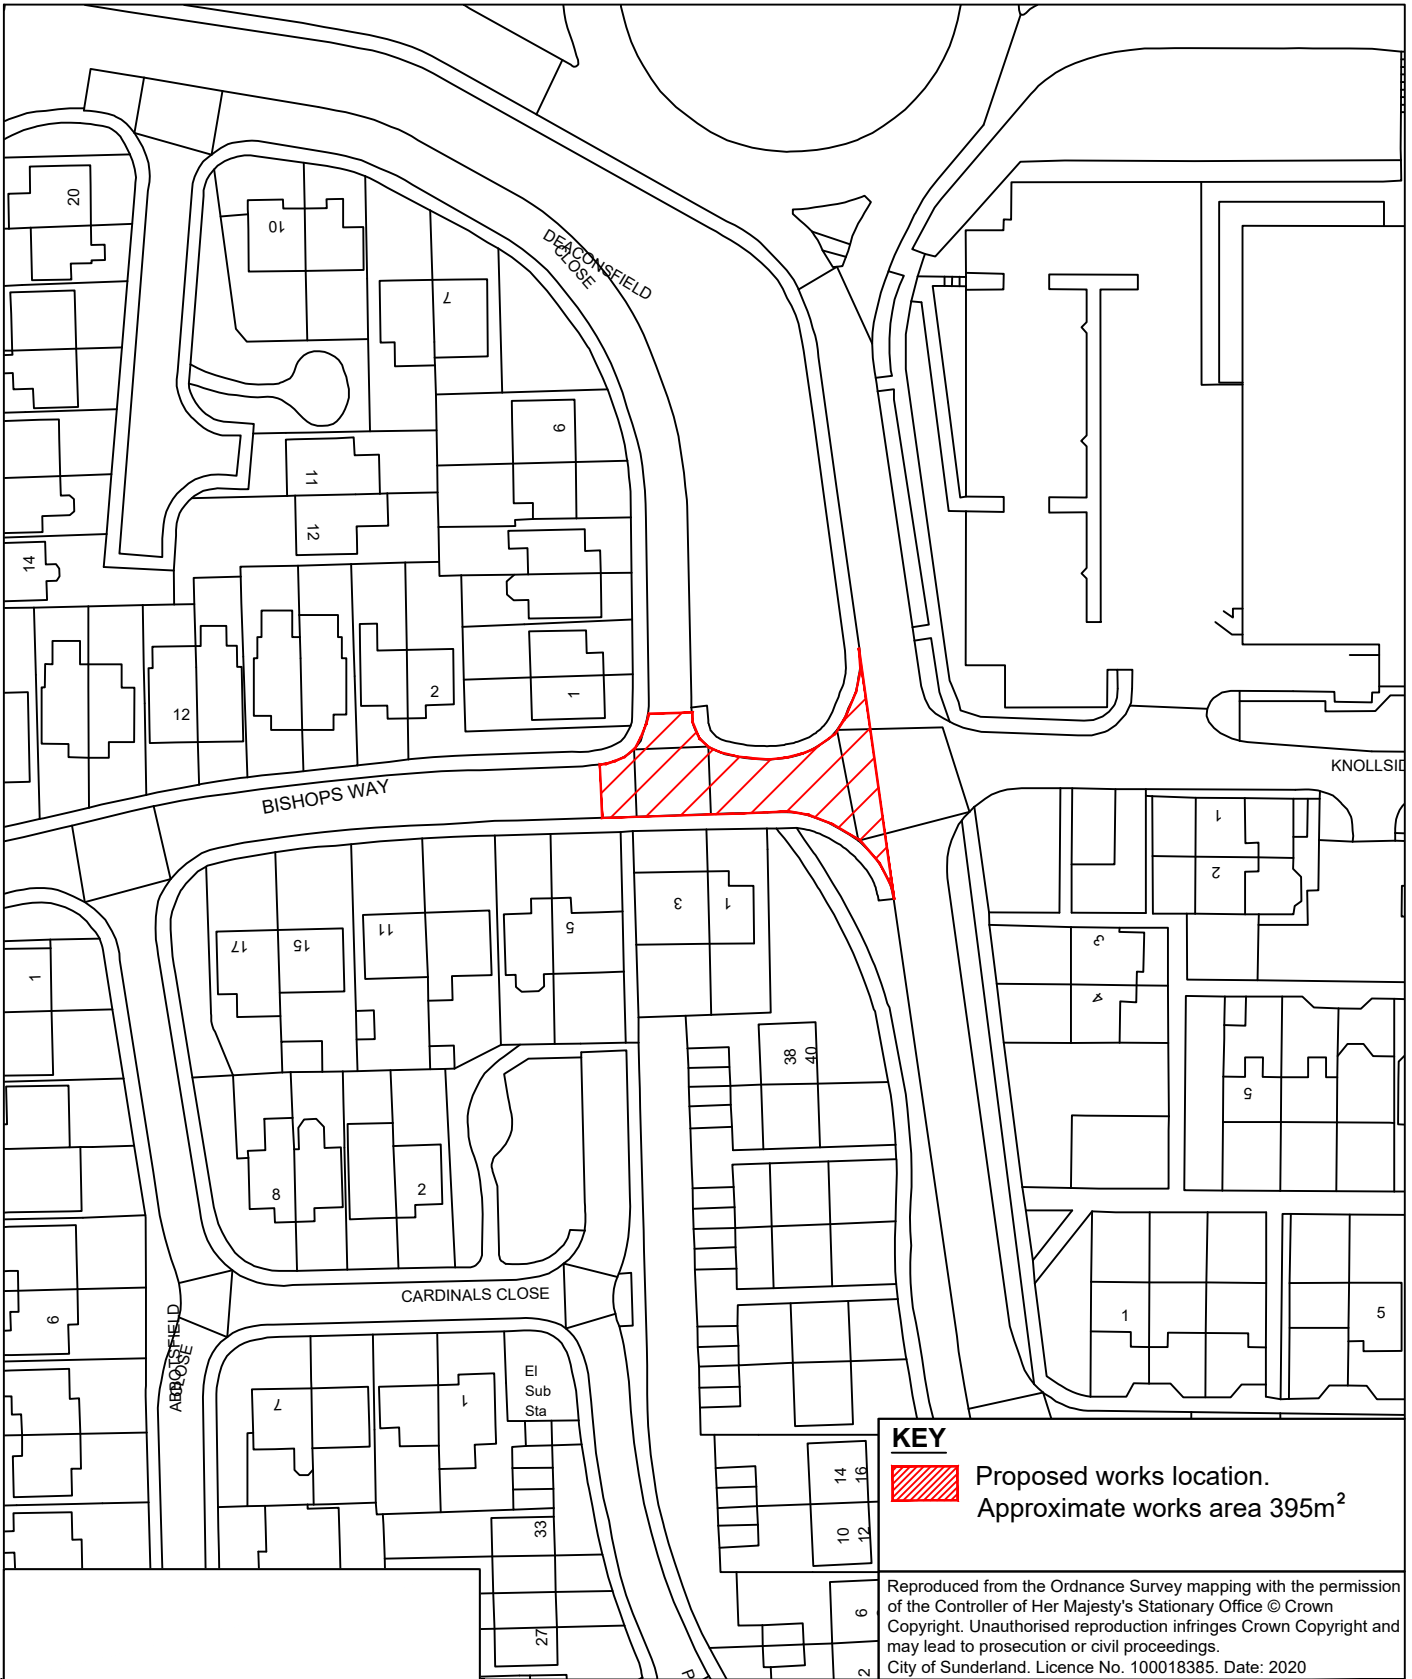 20
10
7
DEACONSFIELD
CLOSE
6
11
12
14
12
2
1
BISHOPS WAY
KNOLLSID
1
2
3
1
5
11
15
17
1
3
4
38
40
5
8
2
CARDINALS CLOSE
ABBOTSFIELD
CLOSE
6
1
5
7
1
El
Sub
Sta
33
27
14
16
10
12
6
2
KEY
Proposed works location.
Approximate works area 395m²
Reproduced from the Ordnance Survey mapping with the permission
of the Controller of Her Majesty's Stationary Office © Crown
Copyright. Unauthorised reproduction infringes Crown Copyright and
may lead to prosecution or civil proceedings.
City of Sunderland. Licence No. 100018385. Date: 2020